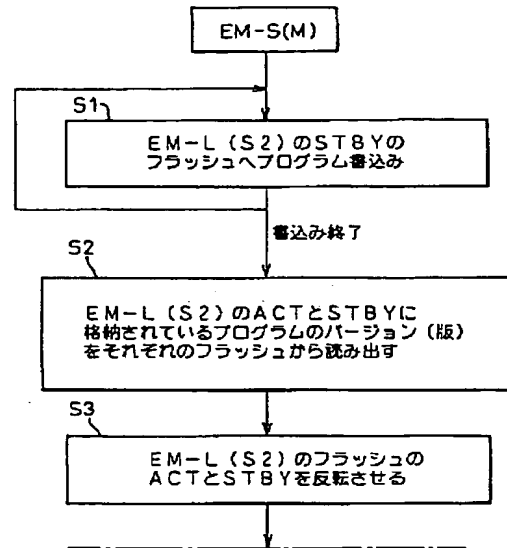 EM-S(M)
S1
EM-L(S2)のSTBYの
フラッシュへプログラム書込み
書込み終了
S2
EM-L(S2)のACTとSTBYに
格納されているプログラムのバージョン(版)
をそれぞれのフラッシュから読み出す
S3
EM-L(S2)のフラッシュの
ACTとSTBYを反転させる